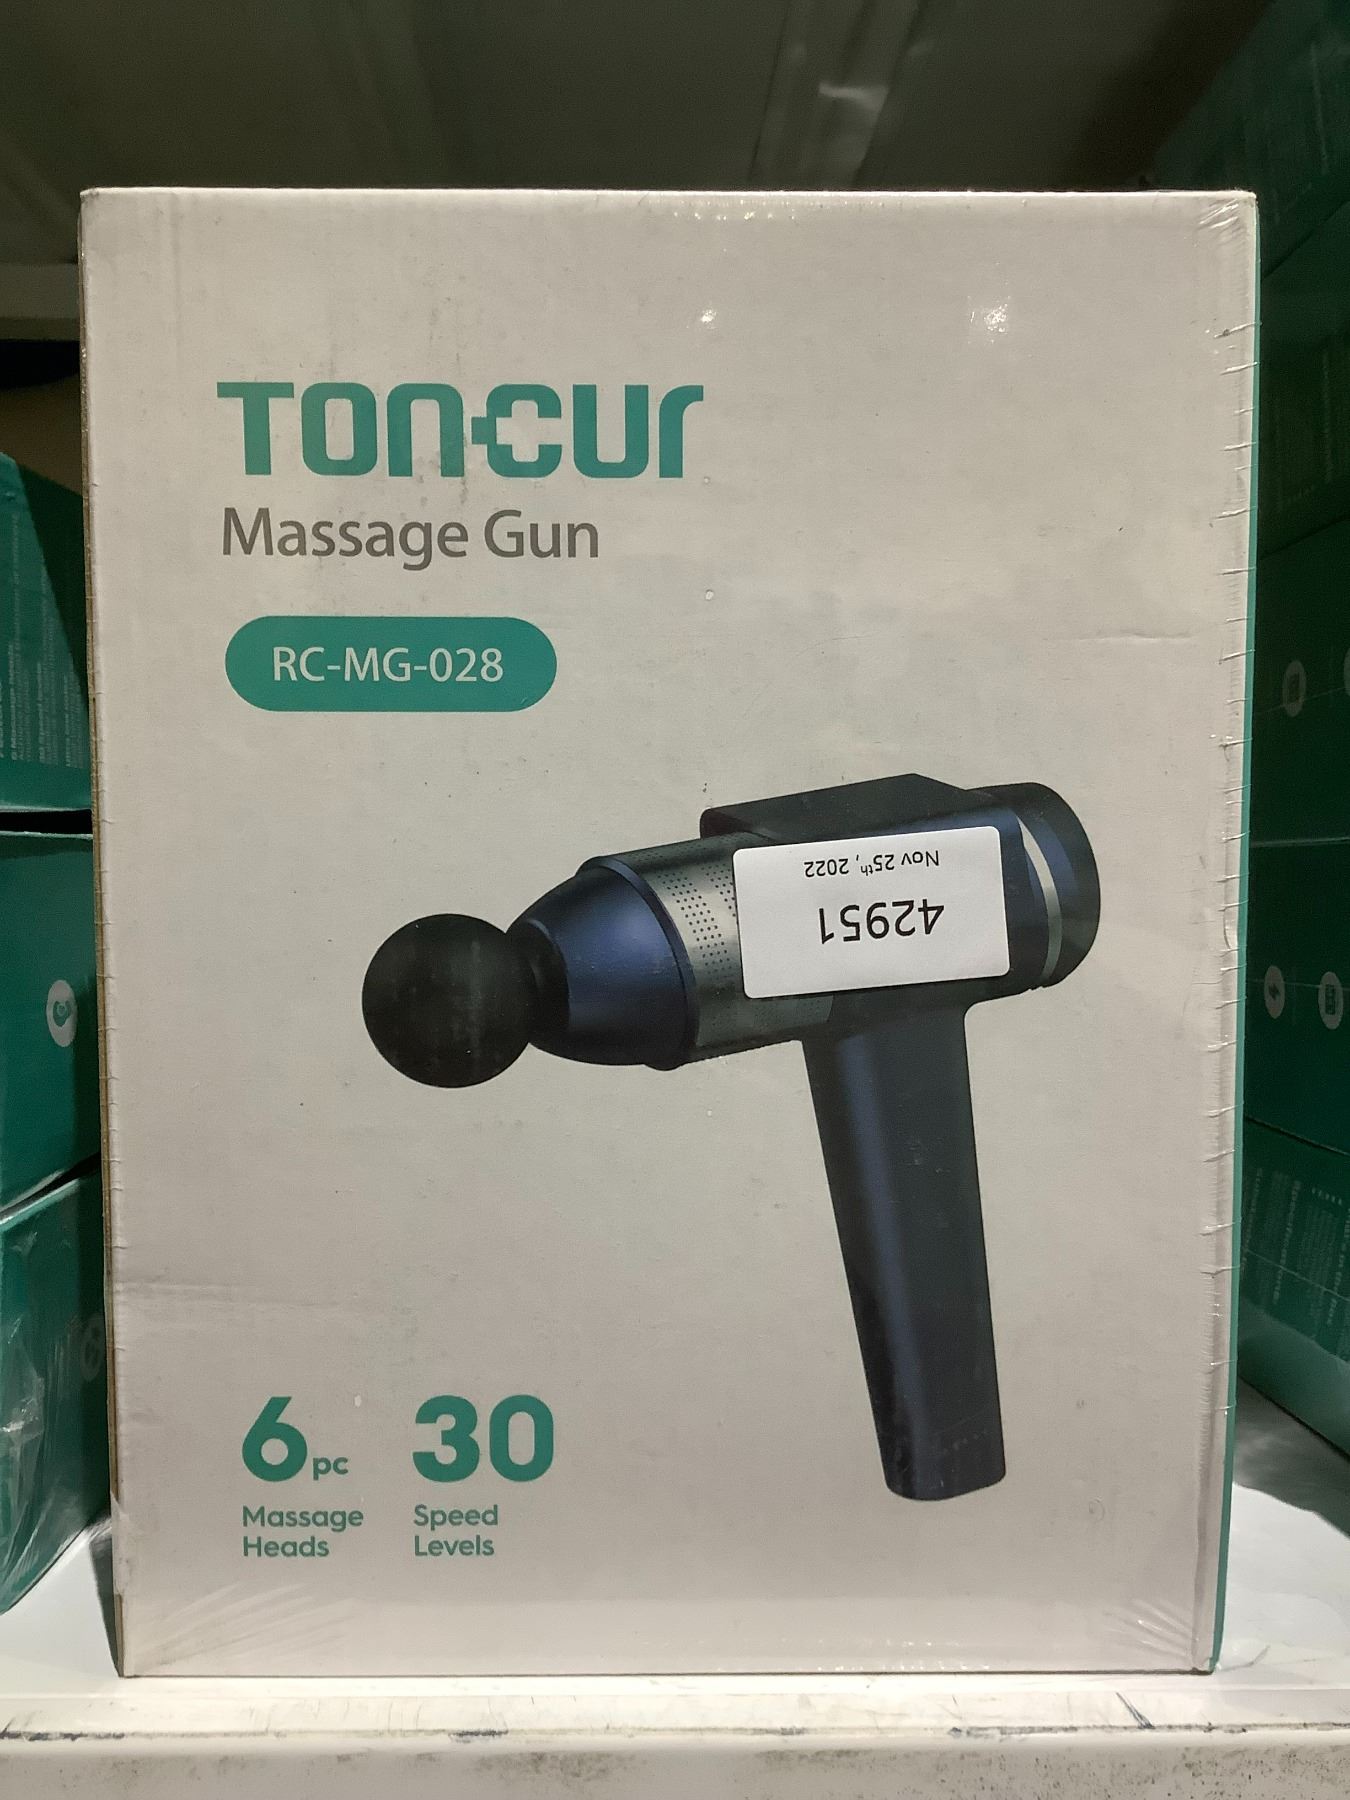 TONCUR
Massage Gun
RC-MG-028
Nov 25th, 2022
42951
6pc
Massage
Heads
30
Speed
Levels